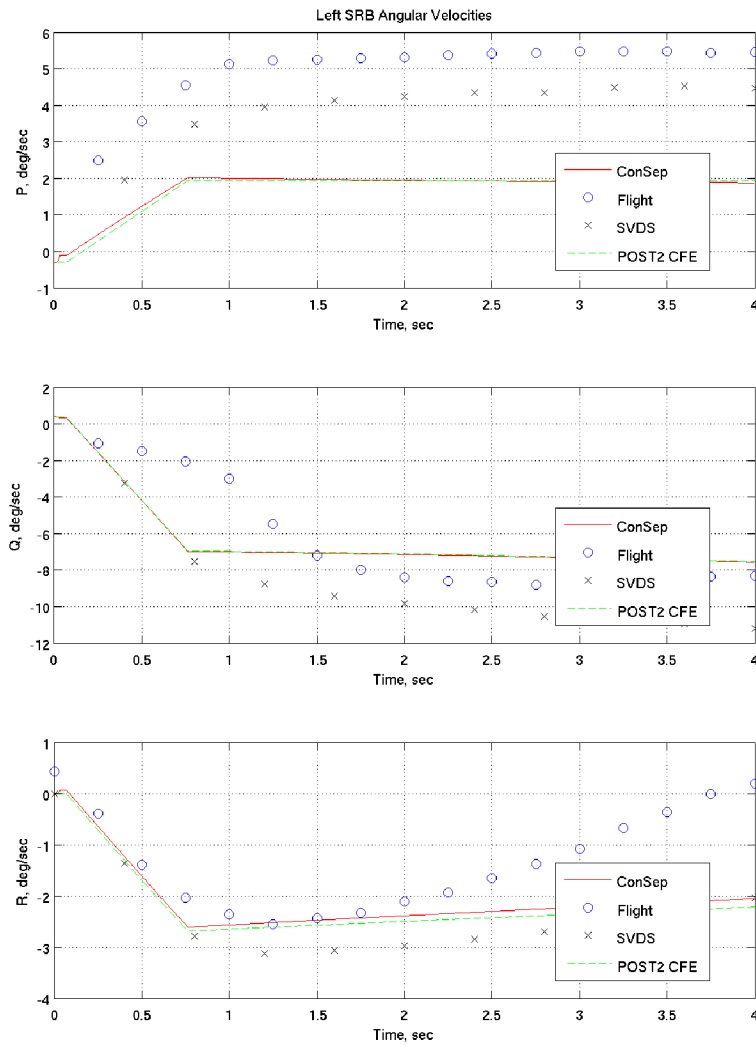 Left SRB Angular Velocities
6
5
4
3
2
1
0
-1
P, deg/sec
ConSep
Flight
SVDS
POST2 CFE
0 0.5 1 1.5 2 2.5 3 3.5 4
Time, sec
2
0
-2
-4
-6
-8
-10
-12
Q, deg/sec
ConSep
Flight
SVDS
POST2 CFE
0 0.5 1 1.5 2 2.5 3 3.5 4
Time, sec
1
0
-1
-2
-3
-4
R, deg/sec
ConSep
Flight
SVDS
POST2 CFE
0 0.5 1 1.5 2 2.5 3 3.5 4
Time, sec